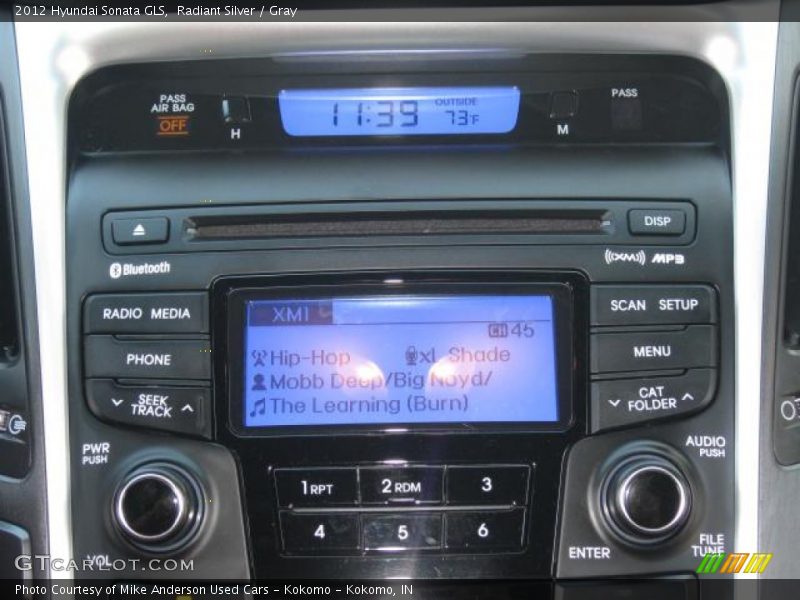 2012 Hyundai Sonata GLS,  Radiant Silver / Gray
PASS
AIR BAG
OFF
H
11:39
OUTSIDE
73°F
M
PASS
DISP
Bluetooth
XM
MP3
RADIO MEDIA
PHONE
SEEK
TRACK
XM1
CH 45
Hip-Hop
xL Shade
Mobb Deep/Big Noyd/
The Learning (Burn)
SCAN SETUP
MENU
CAT
FOLDER
PWR
PUSH
VOL
1 RPT
2 RDM
3
4
5
6
AUDIO
PUSH
ENTER
FILE
TUNE
GTCARLOT.COM
Photo Courtesy of Mike Anderson Used Cars - Kokomo - Kokomo, IN